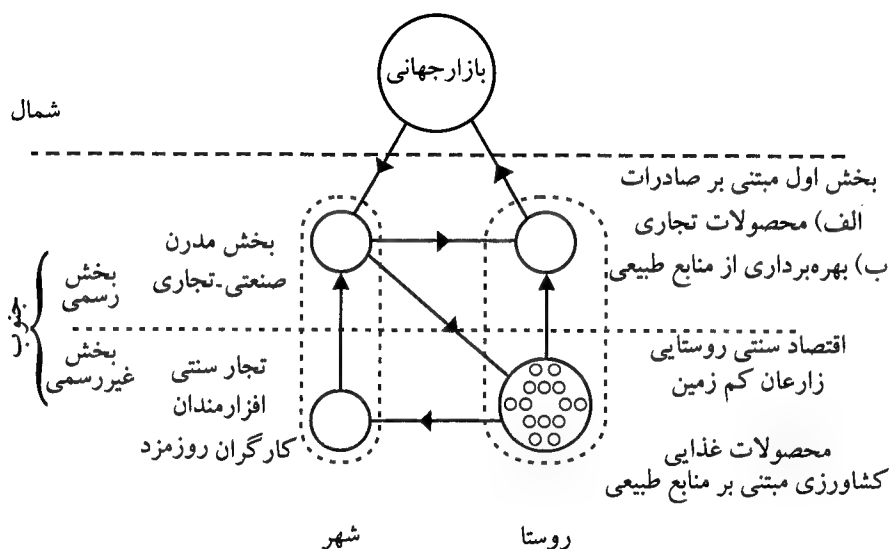 بازارجهانی
شمال
بخش اول مبتنی بر صادرات
الف) محصولات تجاری
ب) بهره‌برداری از منابع طبیعی
بخش مدرن
صنعتی-تجاری
جنوب
بخش
رسمی
بخش
غیررسمی
اقتصاد سنتی روستایی
زارعان کم زمین
تجار سنتی
افزارمندان
کارگران روزمزد
محصولات غذایی
کشاورزی مبتنی بر منابع طبیعی
روستا
شهر